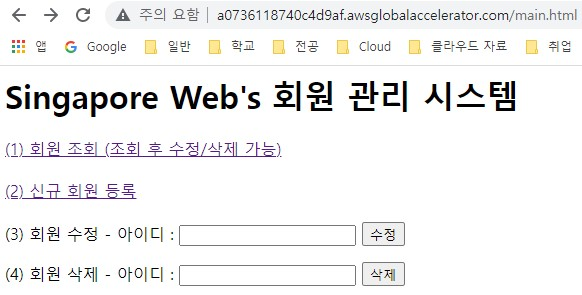 주의 요함 | a0736118740c4d9af.awsglobalaccelerator.com/main.html
앱 Google 일반 학교 전공 Cloud 클라우드 자료 취업
Singapore Web's 회원 관리 시스템
(1) 회원 조회 (조회 후 수정/삭제 가능)
(2) 신규 회원 등록
(3) 회원 수정 - 아이디 : 수정
(4) 회원 삭제 - 아이디 : 삭제